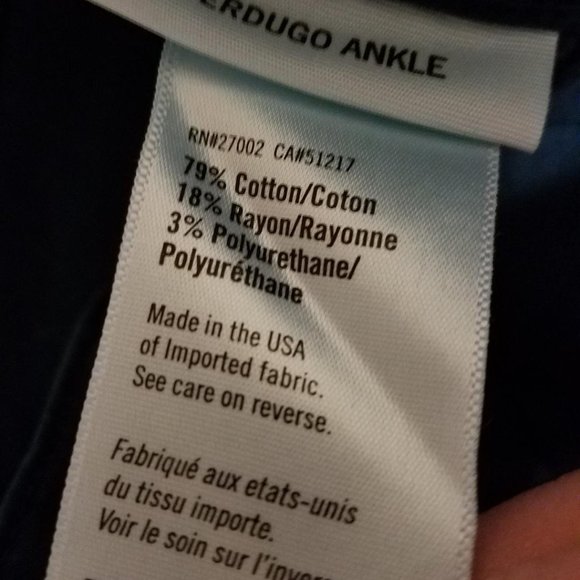 ERDUGO ANKLE
RN#27002 CA#51217
79% Cotton/Coton
18% Rayon/Rayonne
3% Polyurethane/
Polyuréthane
Made in the USA
of Imported fabric.
See care on reverse.
Fabriqué aux etats-unis
du tissu importe.
Voir le soin sur l'inver